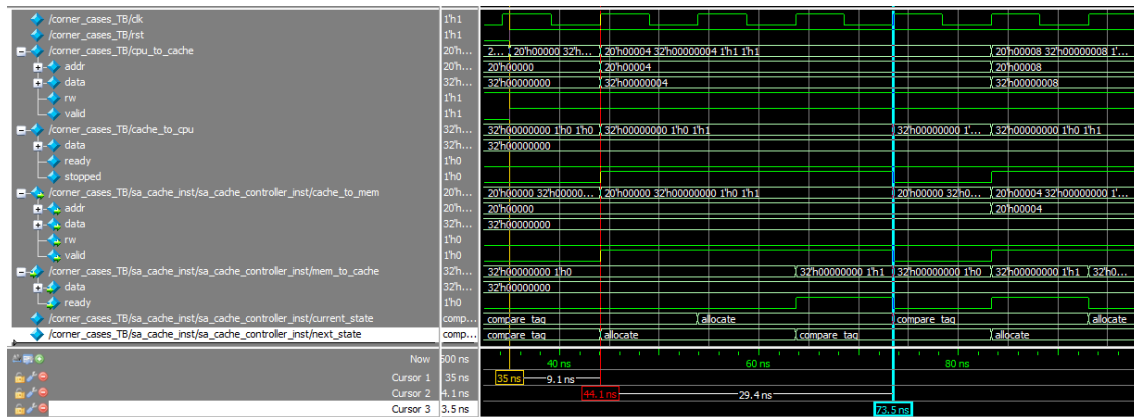 /corner_cases_TB/clk 1'h1
/corner_cases_TB/rst 1'h1
/corner_cases_TB/cpu_to_cache 20'h... 2... 20'h00000 32'h... 20'h00004 32'h00000004 1'h1 1'h1 20'h00008 32'h00000008 1'...
addr 20'h... 20'h00000 20'h00004 20'h00008
data 32'h... 32'h00000000 32'h00000004 32'h00000008
rw 1'h1
valid 1'h1
/corner_cases_TB/cache_to_cpu 32'h... 32'h00000000 1'h0 1'h0 32'h00000000 1'h0 1'h1 32'h00000000 1'... 32'h00000000 1'h0 1'h1
data 32'h... 32'h00000000
ready 1'h0
stopped 1'h0
/corner_cases_TB/sa_cache_inst/sa_cache_controller_inst/cache_to_mem 20'h... 20'h00000 32'h00000... 20'h00000 32'h00000000 1'h0 1'h1 20'h00000 32'h0... 20'h00004 32'h00000000 1'...
addr 20'h... 20'h00000 20'h00004
data 32'h... 32'h00000000
rw 1'h0
valid 1'h0
/corner_cases_TB/sa_cache_inst/sa_cache_controller_inst/mem_to_cache 32'h... 32'h00000000 1'h0 32'h00000000 1'h1 32'h00000000 1'h0 32'h00000000 1'h1 32'h0...
data 32'h... 32'h00000000
ready 1'h0
/corner_cases_TB/sa_cache_inst/sa_cache_controller_inst/current_state comp... compare_tag allocate compare_tag allocate
/corner_cases_TB/sa_cache_inst/sa_cache_controller_inst/next_state comp... compare_tag allocate compare_tag allocate
Now 500 ns 40 ns 60 ns 80 ns
Cursor 1 35 ns 35 ns 9.1 ns
Cursor 2 4.1 ns 44.1 ns 29.4 ns
Cursor 3 3.5 ns 73.5 ns